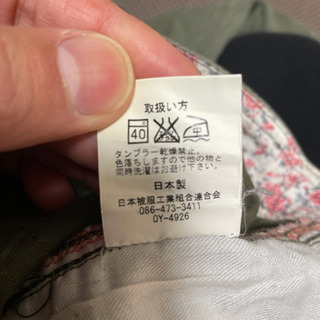 取扱い方
40 中
タンブラー乾燥禁止。
色落ちしますので他の物と
同時洗濯はお避け下さい。
日本製
日本被服工業組合連合会
086-473-3411
OY-4926